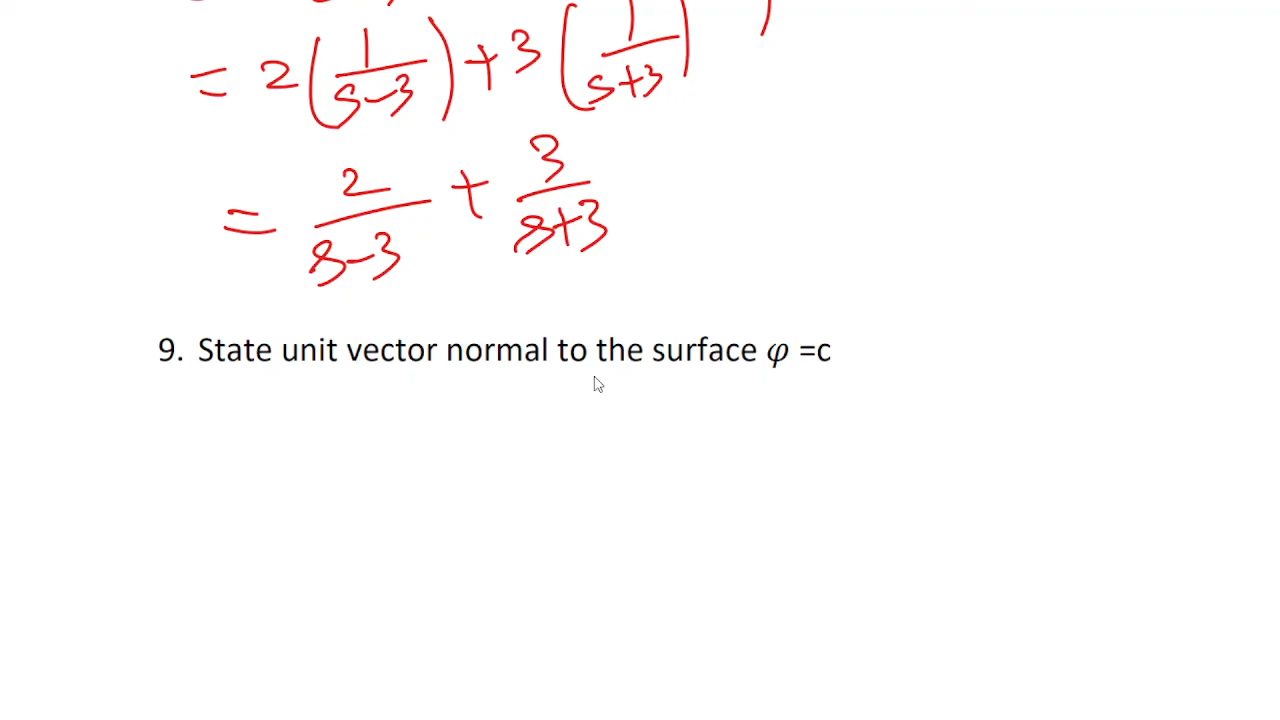 = 2(1/(s-3)) + 3(1/(s+3))
= 2/(s-3) + 3/(s+3)
9. State unit vector normal to the surface φ =c